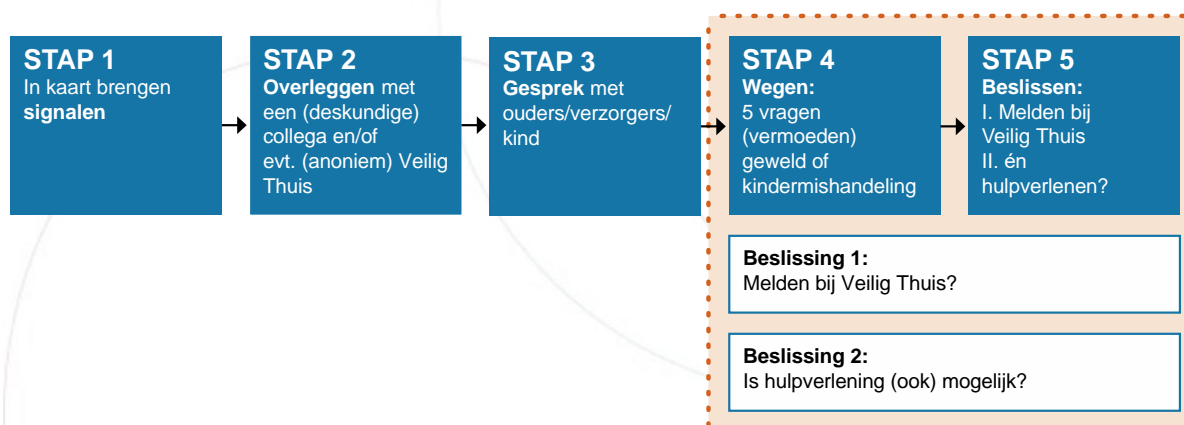 STAP 1
In kaart brengen
signalen
STAP 2
Overleggen met
een (deskundige)
collega en/of
evt. (anoniem) Veilig
Thuis
STAP 3
Gesprek met
ouders/verzorgers/
kind
STAP 4
Wegen:
5 vragen
(vermoeden)
geweld of
kindermishandeling
STAP 5
Beslissen:
I. Melden bij
Veilig Thuis
II. én
hulpverlenen?
Beslissing 1:
Melden bij Veilig Thuis?
Beslissing 2:
Is hulpverlening (ook) mogelijk?